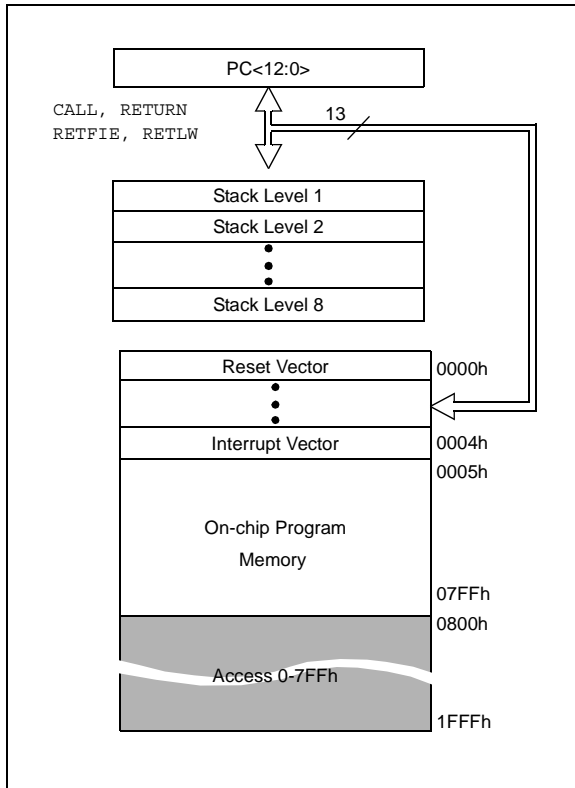 PC<12:0>
CALL, RETURN
RETFIE, RETLW
13
Stack Level 1
Stack Level 2
Stack Level 8
Reset Vector
0000h
Interrupt Vector
0004h
0005h
On-chip Program
Memory
07FFh
0800h
Access 0-7FFh
1FFFh